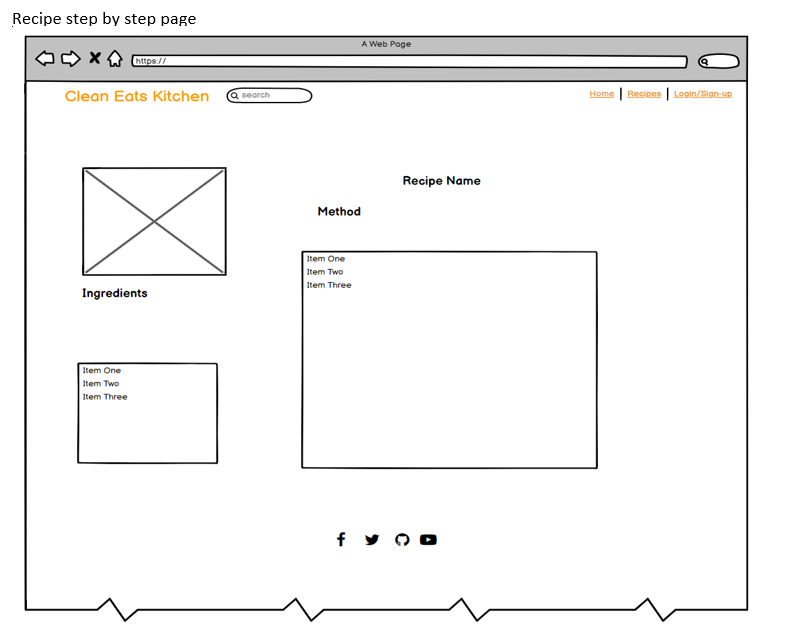 Recipe step by step page
A Web Page
https://
Clean Eats Kitchen
search
Home | Recipes | Login/Sign-up
Recipe Name
Method
Item One
Item Two
Item Three
Ingredients
Item One
Item Two
Item Three